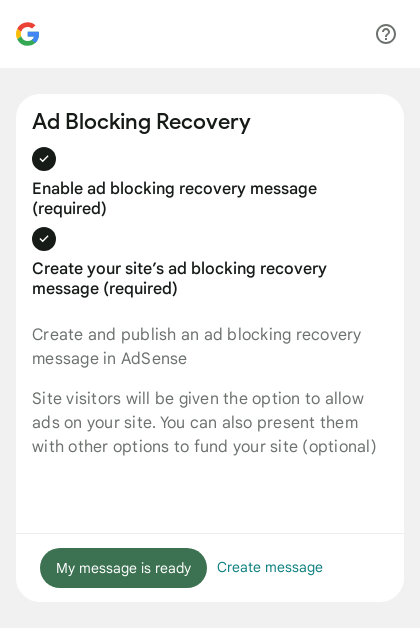 Ad Blocking Recovery
Enable ad blocking recovery message
(required)
Create your site’s ad blocking recovery
message (required)
Create and publish an ad blocking recovery
message in AdSense
Site visitors will be given the option to allow
ads on your site. You can also present them
with other options to fund your site (optional)
My message is ready
Create message